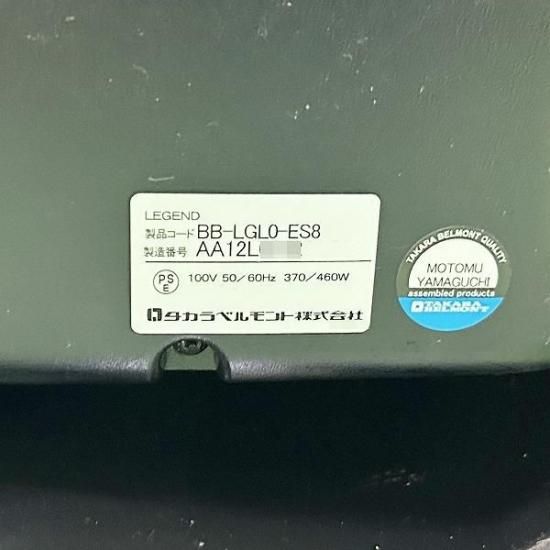 LEGEND
製品コード BB-LGL0-ES8
製造番号 AA12L
PS
E
100V 50/60Hz 370/460W
タカラベルモント株式会社
TAKARA BELMONT QUALITY
MOTOMU
YAMAGUCHI
assembled products
TAKARA
BELMONT